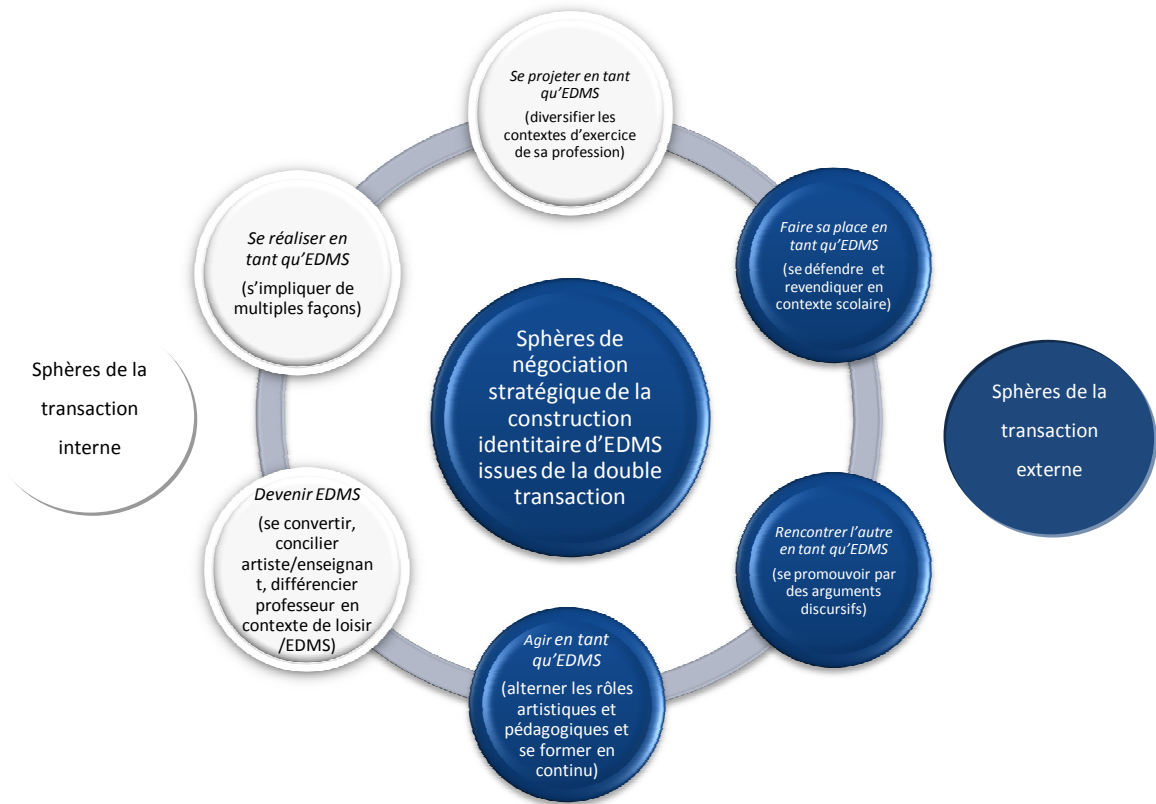 Se projeter en tant
qu’EDMS
(diversifier les
contextes d’exercice
de sa profession)
Se réaliser en
tant qu’EDMS
(s’impliquer de
multiples façons)
Faire sa place en
tant qu’EDMS
(se défendre et
revendiquer en
contexte scolaire)
Sphères de la
transaction
interne
Sphères de
négociation
stratégique de la
construction
identitaire d’EDMS
issues de la double
transaction
Sphères de la
transaction
externe
Devenir EDMS
(se convertir,
concilier
artiste/enseignan
t, différencier
professeur en
contexte de loisir
/EDMS)
Rencontrer l’autre
en tant qu’EDMS
(se promouvoir par
des arguments
discursifs)
Agir en tant
qu’EDMS
(alterner les rôles
artistiques et
pédagogiques et
se former en
continu)